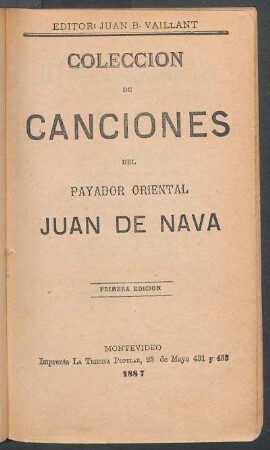 EDITOR: JUAN B. VAILLANT
COLECCION
DE
CANCIONES
DEL
PAYADOR ORIENTAL
JUAN DE NAVA
PRIMERA EDICION
MONTEVIDEO
Imprenta LA TRIBUNA POPULAR, 25 de Mayo 431 y 433
1887